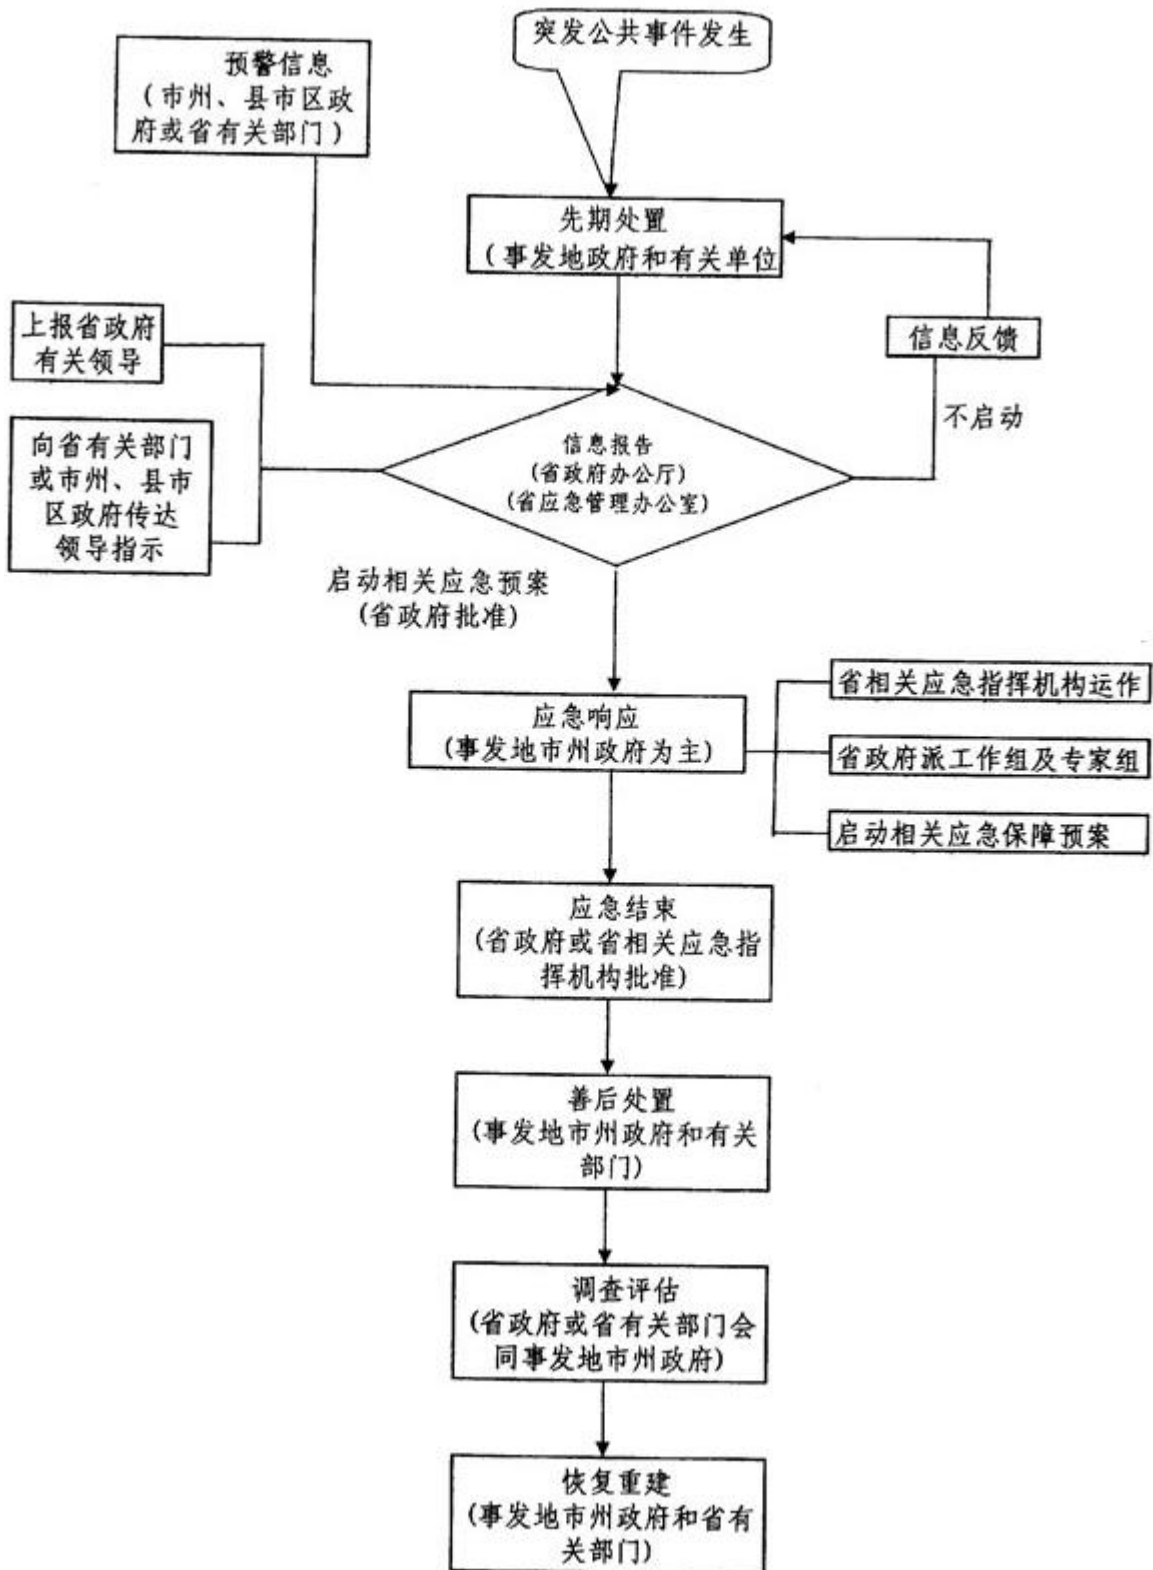 突发公共事件发生
预警信息
(市州、县市区政
府或省有关部门)
先期处置
(事发地政府和有关单位
上报省政府
有关领导
信息反馈
不启动
向省有关部门
或市州、县市
区政府传达
领导指示
信息报告
(省政府办公厅)
(省应急管理办公室)
启动相关应急预案
(省政府批准)
应急响应
(事发地市州政府为主)
省相关应急指挥机构运作
省政府派工作组及专家组
启动相关应急保障预案
应急结束
(省政府或省相关应急指
挥机构批准)
善后处置
(事发地市州政府和有关
部门)
调查评估
(省政府或省有关部门会
同事发地市州政府)
恢复重建
(事发地市州政府和省有
关部门)